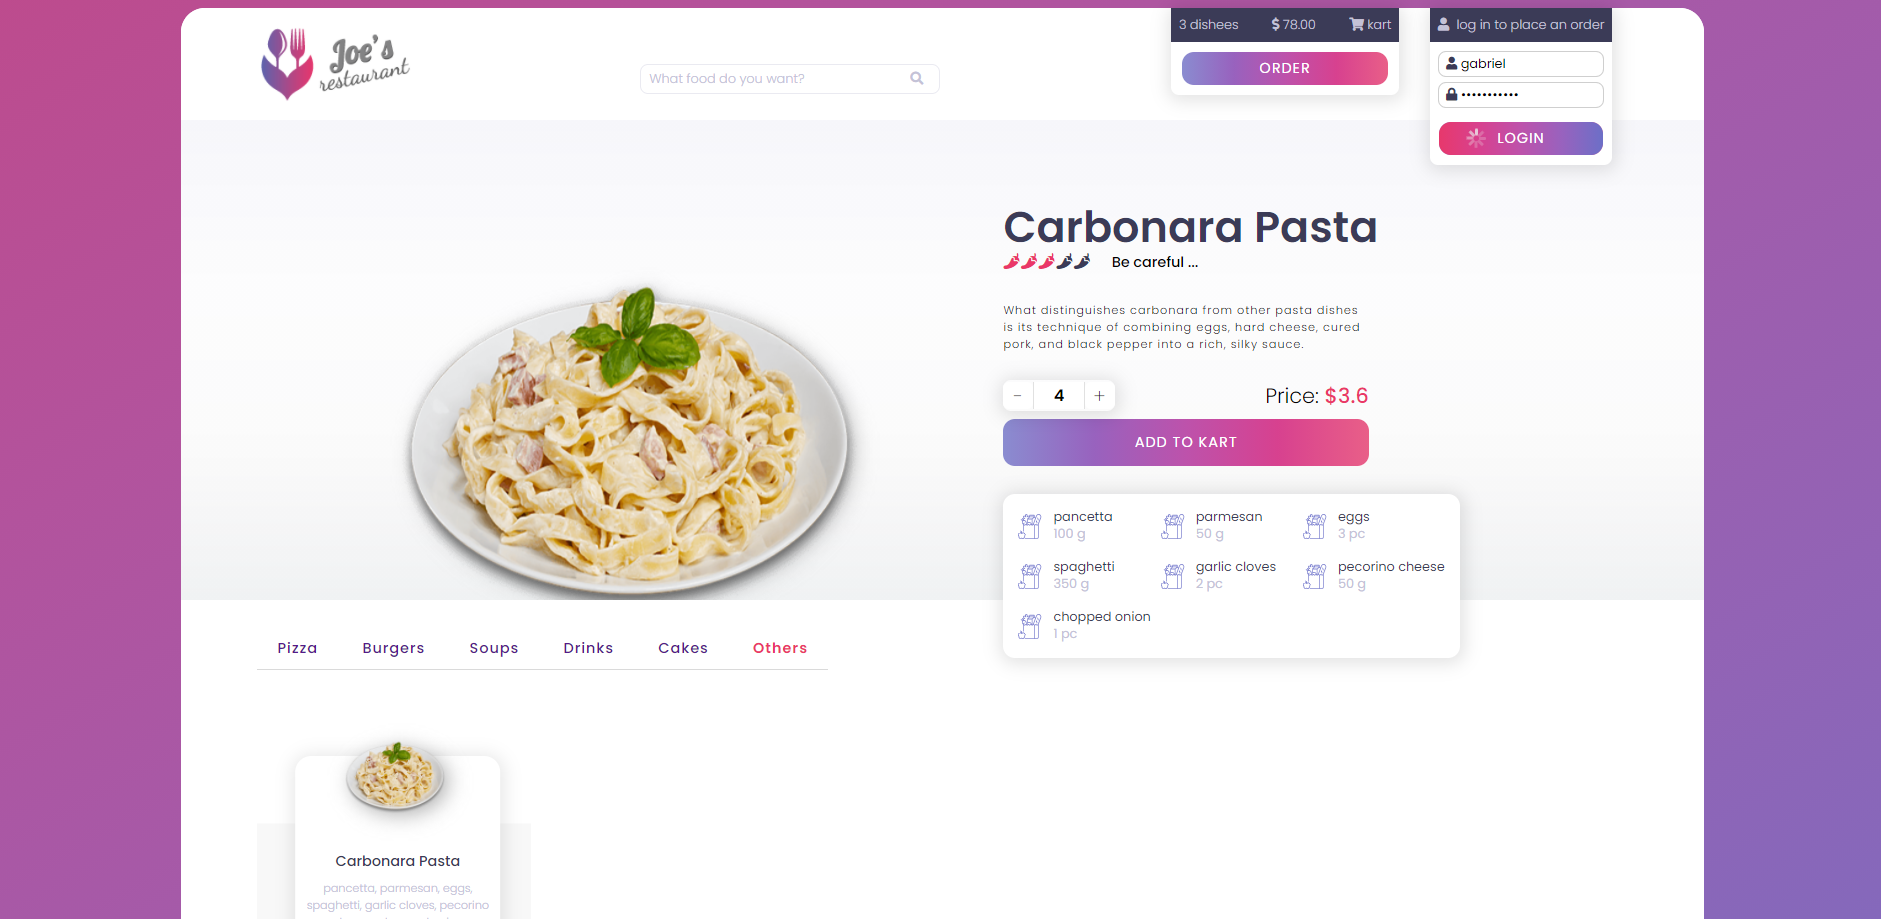 Joe's
restaurant
What food do you want?
3 dishees $ 78.00 kart
ORDER
log in to place an order
gabriel
•••••••••••
LOGIN
Carbonara Pasta
Be careful ...
What distinguishes carbonara from other pasta dishes
is its technique of combining eggs, hard cheese, cured
pork, and black pepper into a rich, silky sauce.
- 4 +
Price: $3.6
ADD TO KART
pancetta
100 g
parmesan
50 g
eggs
3 pc
spaghetti
350 g
garlic cloves
2 pc
pecorino cheese
50 g
chopped onion
1 pc
Pizza Burgers Soups Drinks Cakes Others
Carbonara Pasta
pancetta, parmesan, eggs,
spaghetti, garlic cloves, pecorino